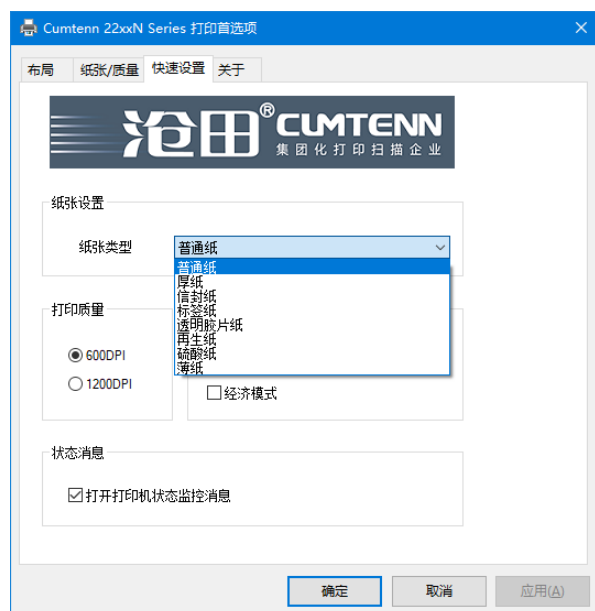 Cumtenn 22xxN Series 打印首选项
布局 纸张/质量 快速设置 关于
沧田® CUMTENN
集团化打印扫描企业
纸张设置
纸张类型 普通纸
普通纸
厚纸
信封纸
标签纸
透明胶片纸
再生纸
硫酸纸
薄纸
打印质量
600DPI
1200DPI
经济模式
状态消息
打开打印机状态监控消息
确定 取消 应用(A)